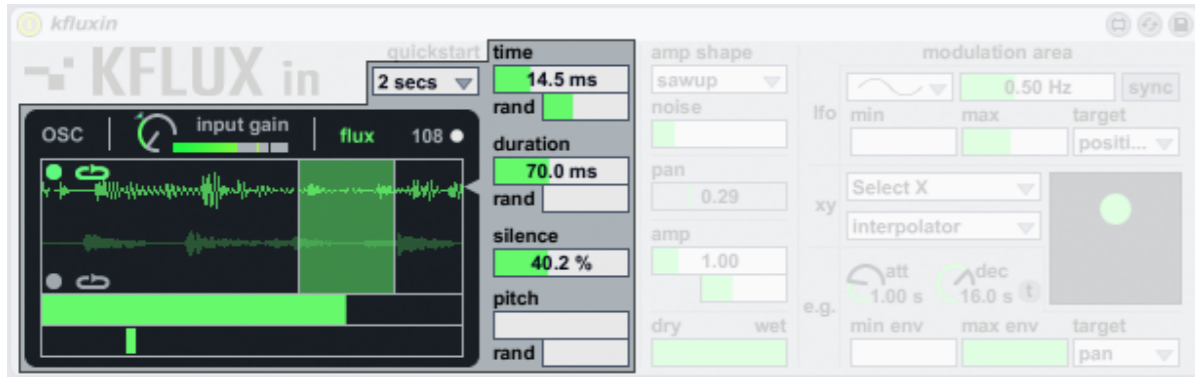 kfluxin
KFLUX in
quickstart
2 secs
OSC
input gain
flux
108
time
14.5 ms
rand
duration
70.0 ms
rand
silence
40.2 %
pitch
rand
amp shape
sawup
noise
pan
0.29
amp
1.00
dry wet
modulation area
lfo
0.50 Hz
sync
min max target
positi...
xy
Select X
interpolator
e.g.
att dec
1.00 s 16.0 s t
min env max env target
pan